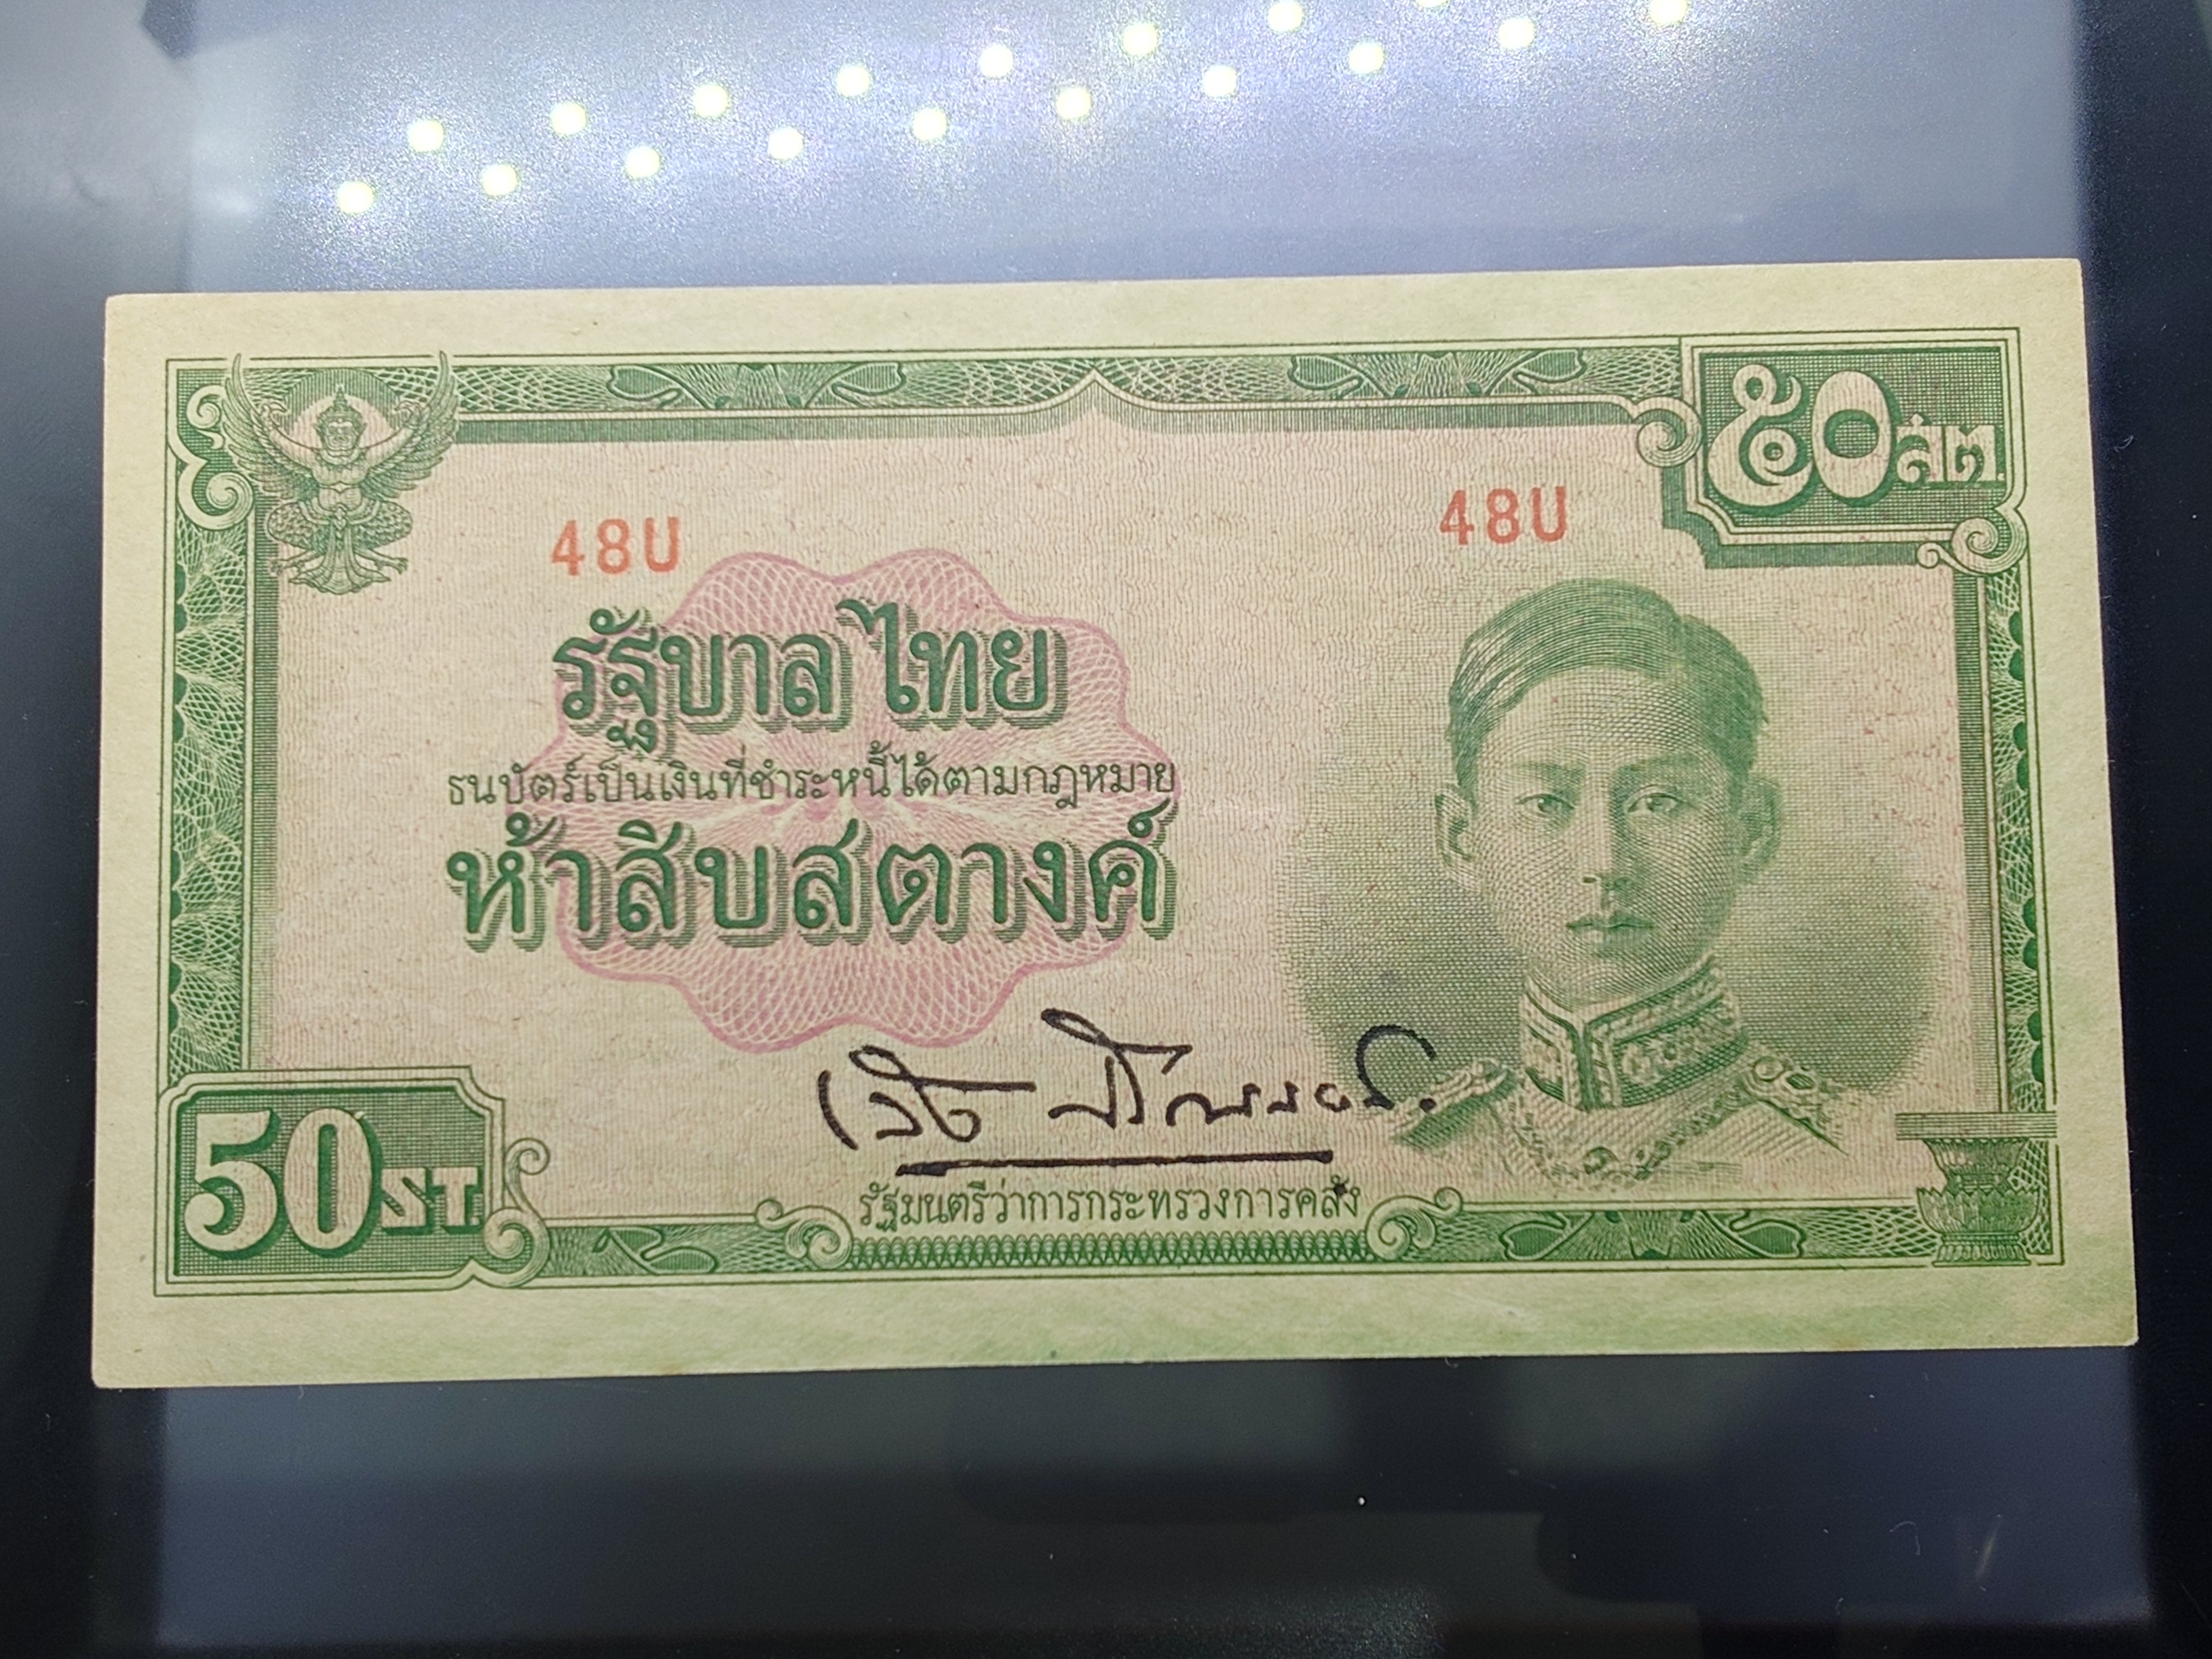 ๕๐ สต.
48U 48U
รัฐบาลไทย
ธนบัตร์เป็นเงินที่ชำระหนี้ได้ตามกฎหมาย
ห้าสิบสตางค์
50 ST.
รัฐมนตรีว่าการกระทรวงการคลัง